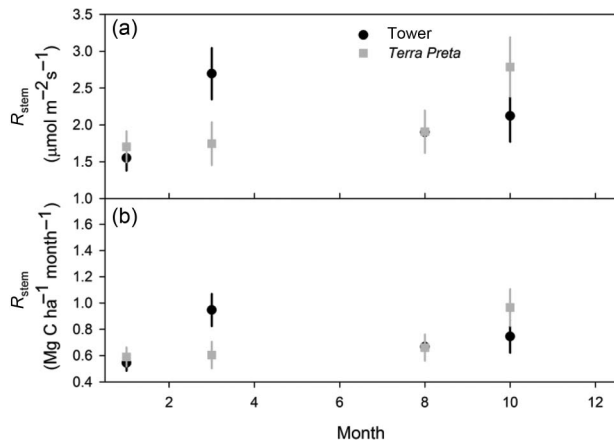 (a)
Tower
Terra Preta
3.5
3.0
2.5
2.0
1.5
1.0
R_stem
(μmol m−2s−1)
(b)
1.6
1.4
1.2
1.0
0.8
0.6
0.4
R_stem
(Mg C ha−1 month−1)
2 4 6 8 10 12
Month